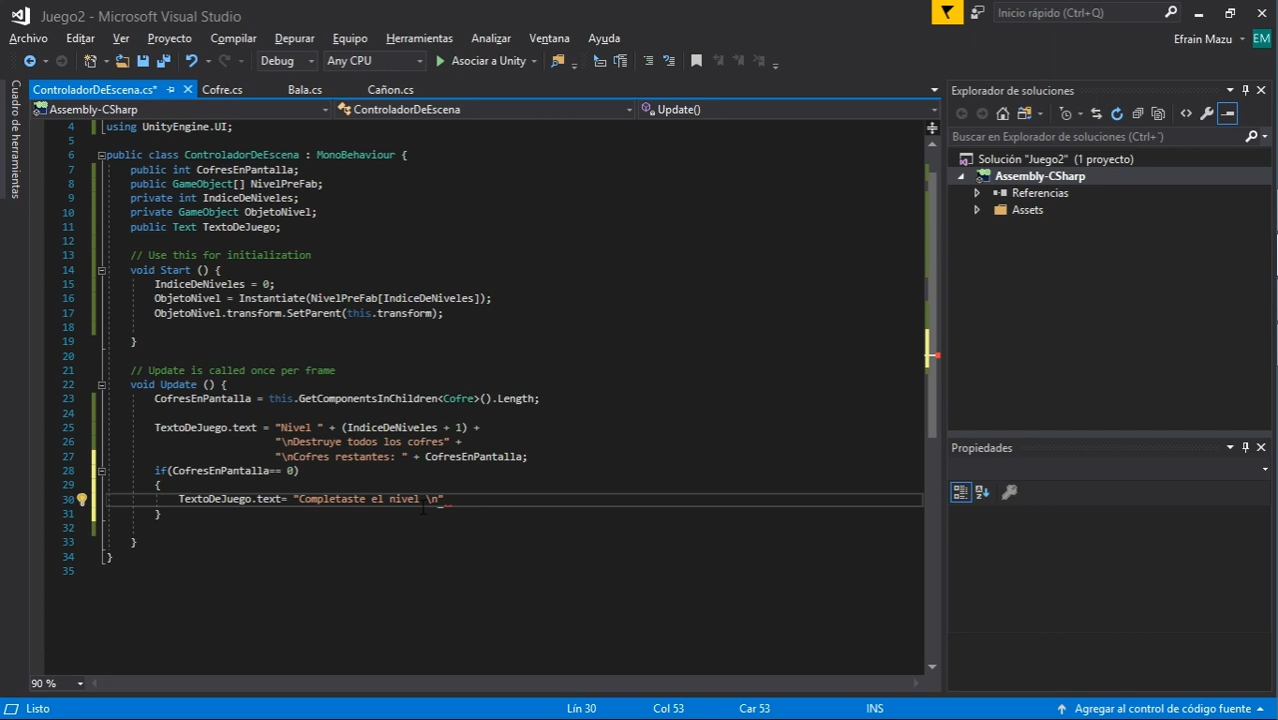 Juego2 - Microsoft Visual Studio
Inicio rápido (Ctrl+Q)
Archivo Editar Ver Proyecto Compilar Depurar Equipo Herramientas Analizar Ventana Ayuda
Efrain Mazu EM
Debug Any CPU Asociar a Unity
Cuadro de herramientas
ControladorDeEscena.cs* Cofre.cs Bala.cs Cañon.cs
Assembly-CSharp ControladorDeEscena Update()
4 using UnityEngine.UI;
5
6 public class ControladorDeEscena : MonoBehaviour {
7 public int CofresEnPantalla;
8 public GameObject[] NivelPreFab;
9 private int IndiceDeNiveles;
10 private GameObject ObjetoNivel;
11 public Text TextoDeJuego;
12
13 // Use this for initialization
14 void Start () {
15 IndiceDeNiveles = 0;
16 ObjetoNivel = Instantiate(NivelPreFab[IndiceDeNiveles]);
17 ObjetoNivel.transform.SetParent(this.transform);
18
19 }
20
21 // Update is called once per frame
22 void Update () {
23 CofresEnPantalla = this.GetComponentsInChildren<Cofre>().Length;
24
25 TextoDeJuego.text = "Nivel " + (IndiceDeNiveles + 1) +
26 "\nDestruye todos los cofres" +
27 "\nCofres restantes: " + CofresEnPantalla;
28 if(CofresEnPantalla== 0)
29 {
30 TextoDeJuego.text= "Completaste el nivel \n"
31 }
32
33 }
34 }
35
90 %
Explorador de soluciones
Buscar en Explorador de soluciones (Ctrl+´)
Solución "Juego2" (1 proyecto)
Assembly-CSharp
Referencias
Assets
Propiedades
Listo Lín 30 Col 53 Car 53 INS Agregar al control de código fuente